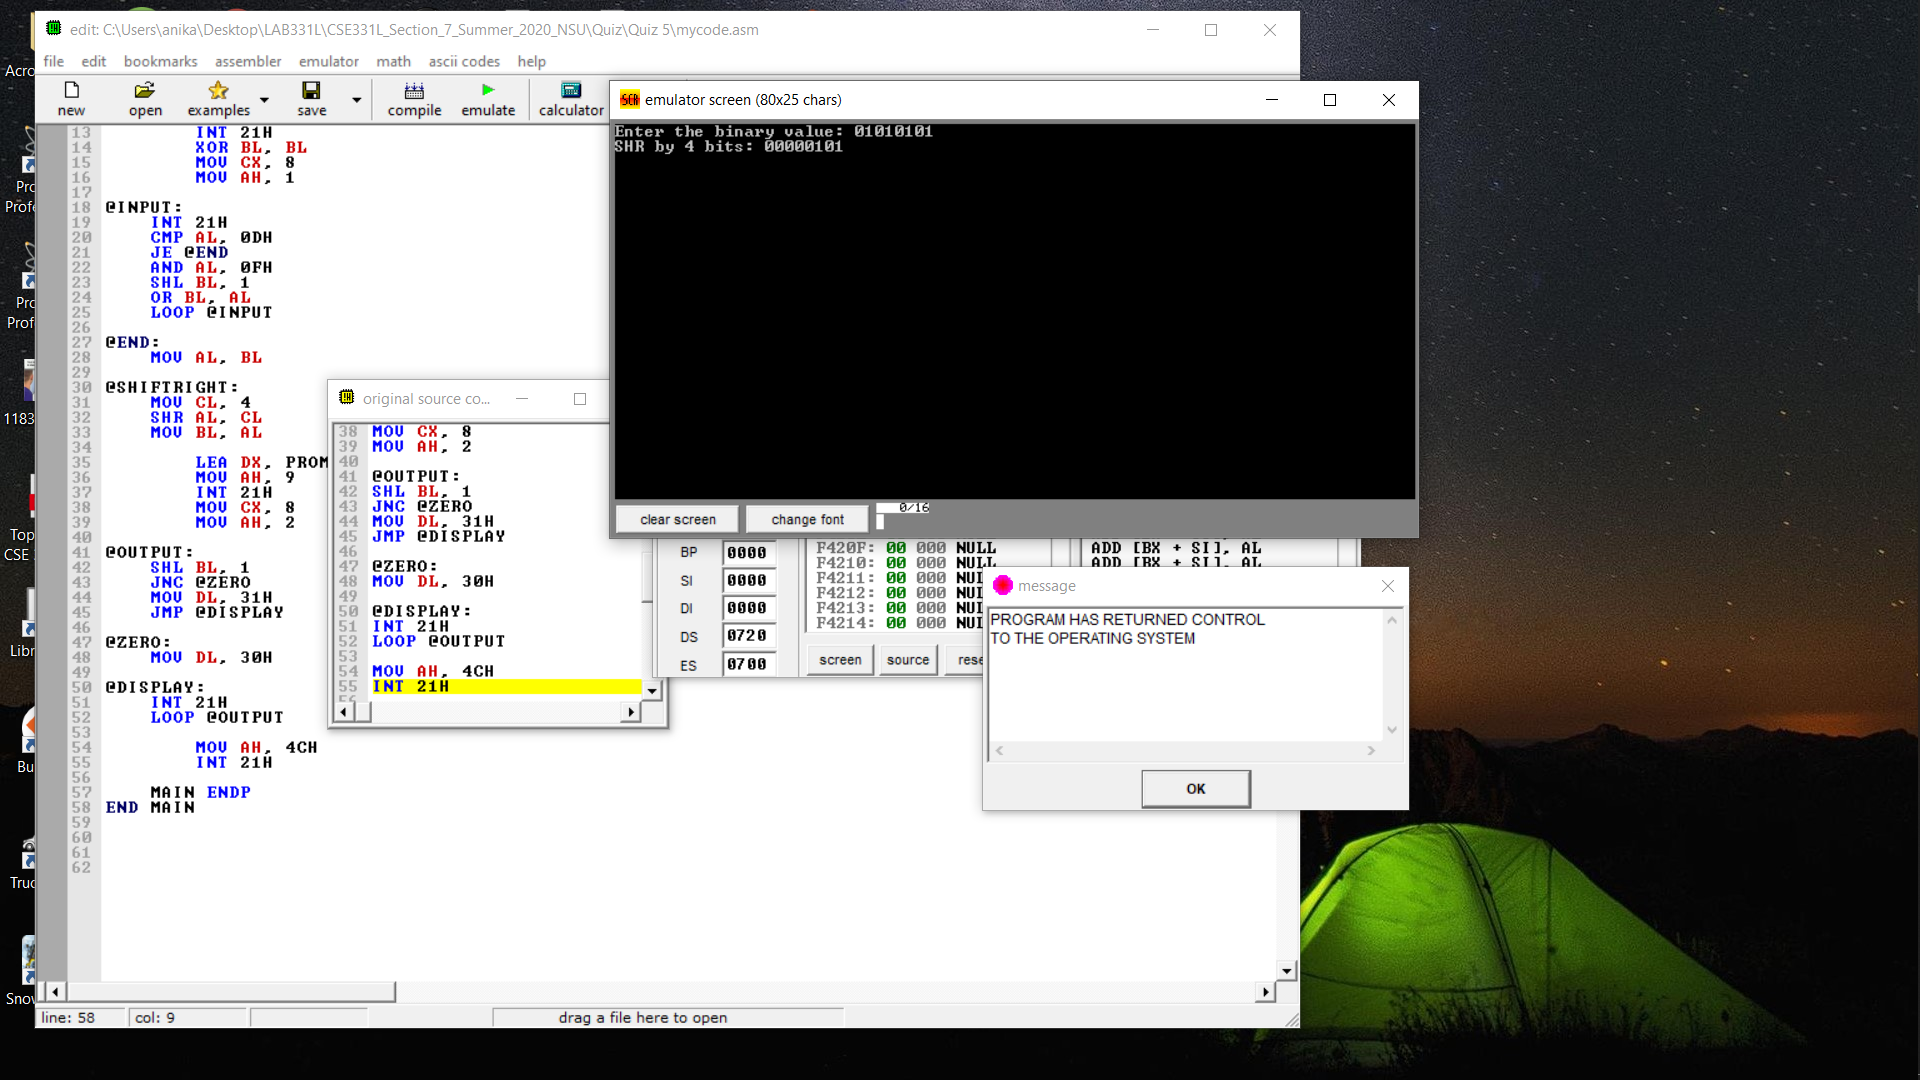 edit: C:\Users\anika\Desktop\LAB331L\CSE331L_Section_7_Summer_2020_NSU\Quiz\Quiz 5\mycode.asm
file edit bookmarks assembler emulator math ascii codes help
new open examples save compile emulate calculator
13 INT 21H
14 XOR BL, BL
15 MOV CX, 8
16 MOV AH, 1
17
18 @INPUT:
19 INT 21H
20 CMP AL, 0DH
21 JE @END
22 AND AL, 0FH
23 SHL BL, 1
24 OR BL, AL
25 LOOP @INPUT
26
27 @END:
28 MOV AL, BL
29
30 @SHIFTRIGHT:
31 MOV CL, 4
32 SHR AL, CL
33 MOV BL, AL
34
35 LEA DX, PROM
36 MOV AH, 9
37 INT 21H
38 MOV CX, 8
39 MOV AH, 2
40
41 @OUTPUT:
42 SHL BL, 1
43 JNC @ZERO
44 MOV DL, 31H
45 JMP @DISPLAY
46
47 @ZERO:
48 MOV DL, 30H
49
50 @DISPLAY:
51 INT 21H
52 LOOP @OUTPUT
53
54 MOV AH, 4CH
55 INT 21H
56
57 MAIN ENDP
58 END MAIN
59
60
61
62
line: 58
col: 9
drag a file here to open
original source co...
38 MOV CX, 8
39 MOV AH, 2
40
41 @OUTPUT:
42 SHL BL, 1
43 JNC @ZERO
44 MOV DL, 31H
45 JMP @DISPLAY
46
47 @ZERO:
48 MOV DL, 30H
49
50 @DISPLAY:
51 INT 21H
52 LOOP @OUTPUT
53
54 MOV AH, 4CH
55 INT 21H
emulator screen (80x25 chars)
Enter the binary value: 01010101
SHR by 4 bits: 00000101
clear screen
change font
0/16
BP 0000
SI 0000
DI 0000
DS 0720
ES 0700
F420F: 00 000 NULL
F4210: 00 000 NULL
F4211: 00 000 NUL
F4212: 00 000 NUL
F4213: 00 000 NUL
F4214: 00 000 NUL
ADD [BX + SI], AL
ADD [BX + SI], AL
screen
source
rese
message
PROGRAM HAS RETURNED CONTROL
TO THE OPERATING SYSTEM
OK
Acro
Pro
Profe
Pro
Prof
1183
Top
CSE
Libr
Bu
Truc
Snow